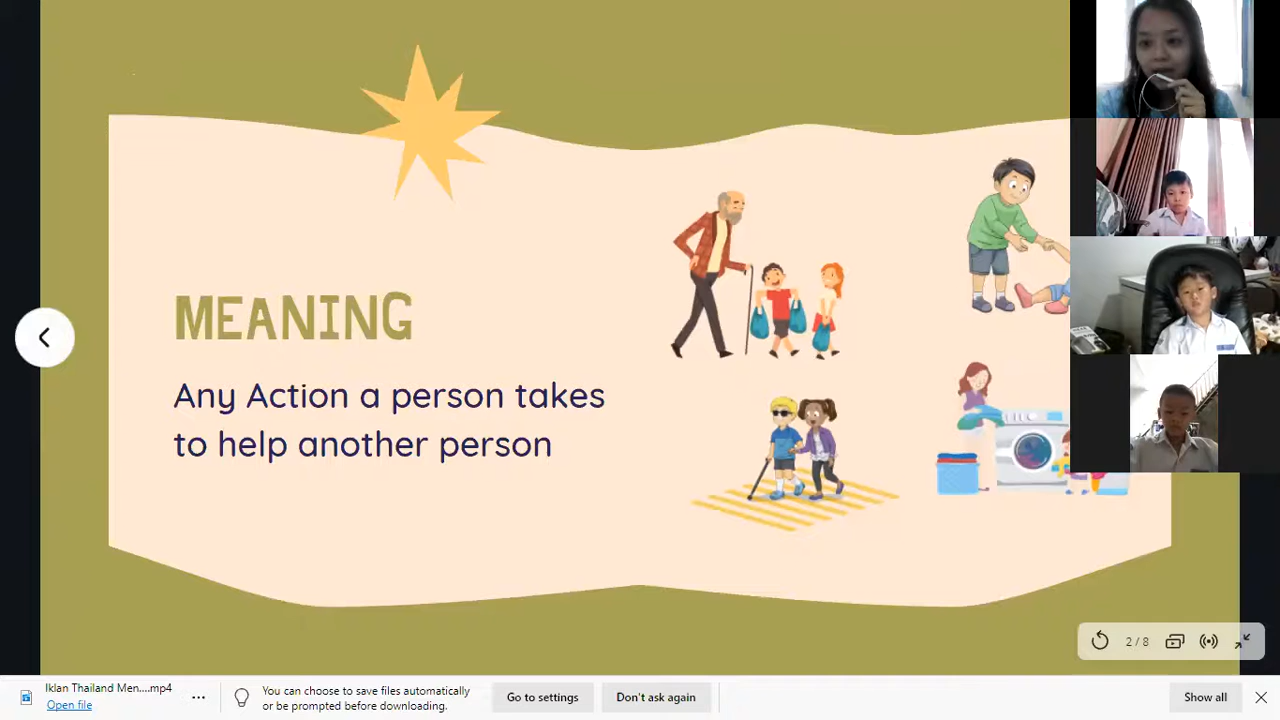 MEANING
Any Action a person takes
to help another person
2 / 8
Iklan Thailand Men....mp4
Open file
You can choose to save files automatically
or be prompted before downloading.
Go to settings
Don't ask again
Show all